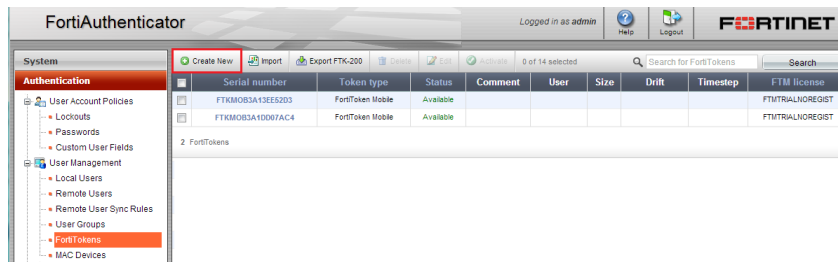 FortiAuthenticator
Logged in as admin
Help
Logout
FORTINET
System
Authentication
User Account Policies
Lockouts
Passwords
Custom User Fields
User Management
Local Users
Remote Users
Remote User Sync Rules
User Groups
FortiTokens
MAC Devices
Create New Import Export FTK-200 Delete Edit Activate 0 of 14 selected Search for FortiTokens Search
Serial number Token type Status Comment User Size Drift Timestep FTM license
FTKMOB3A13EE52D3 FortiToken Mobile Available FTMTRIALNOREGIST
FTKMOB3A1D007AC4 FortiToken Mobile Available FTMTRIALNOREGIST
2 FortiTokens